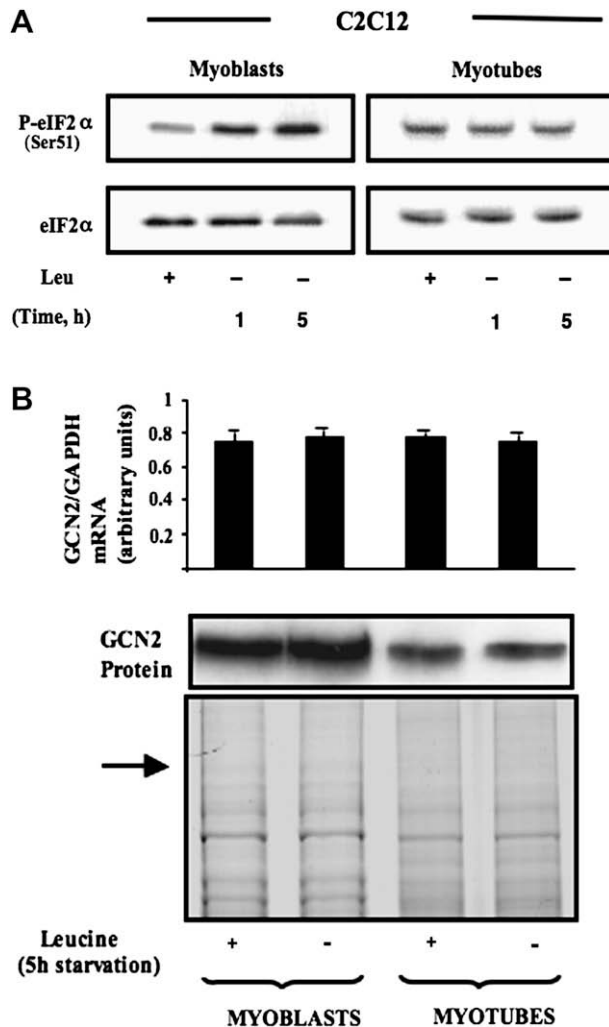 A
C2C12
Myoblasts Myotubes
P-eIF2 α
(Ser51)
eIF2α
Leu + − − + − −
(Time, h) 1 5 1 5
B
GCN2/GAPDH
mRNA
(arbitrary units)
1
0.8
0.6
0.4
0.2
GCN2
Protein
Leucine + - + -
(5h starvation)
MYOBLASTS MYOTUBES